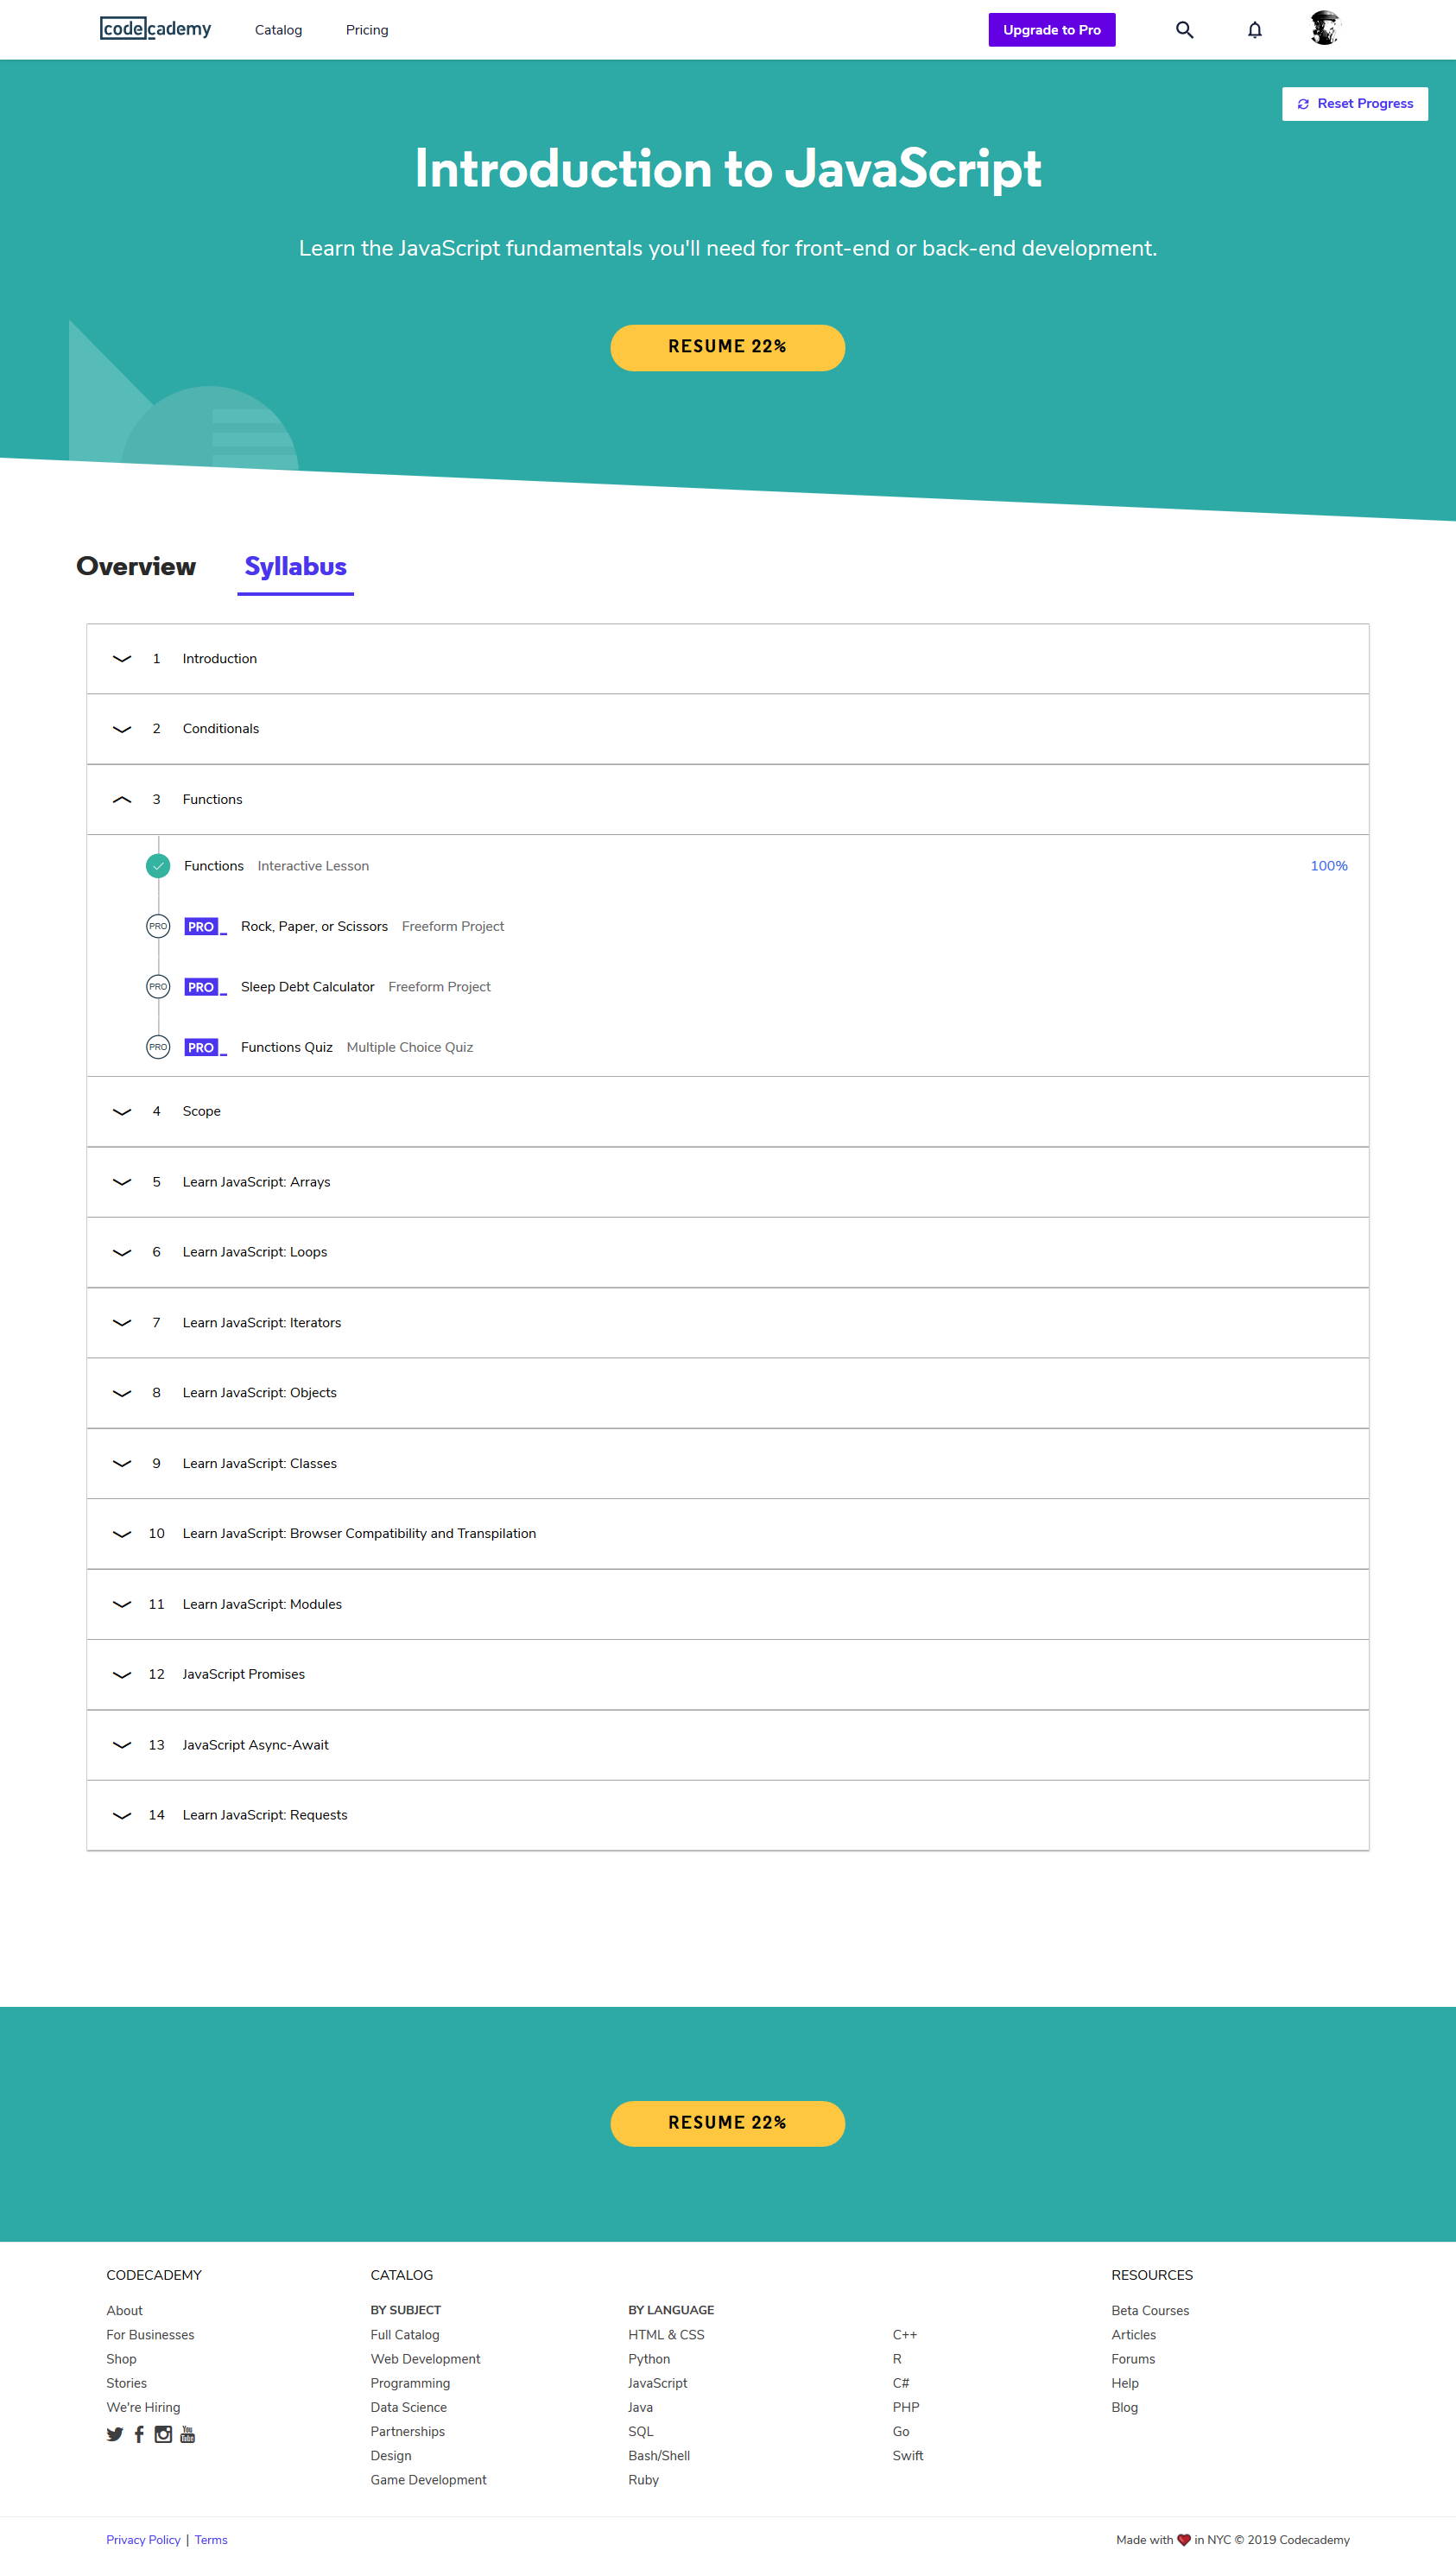 codecademy Catalog Pricing Upgrade to Pro
Reset Progress
Introduction to JavaScript
Learn the JavaScript fundamentals you'll need for front-end or back-end development.
RESUME 22%
Overview Syllabus
1 Introduction
2 Conditionals
3 Functions
Functions Interactive Lesson 100%
PRO PRO_ Rock, Paper, or Scissors Freeform Project
PRO PRO_ Sleep Debt Calculator Freeform Project
PRO PRO_ Functions Quiz Multiple Choice Quiz
4 Scope
5 Learn JavaScript: Arrays
6 Learn JavaScript: Loops
7 Learn JavaScript: Iterators
8 Learn JavaScript: Objects
9 Learn JavaScript: Classes
10 Learn JavaScript: Browser Compatibility and Transpilation
11 Learn JavaScript: Modules
12 JavaScript Promises
13 JavaScript Async-Await
14 Learn JavaScript: Requests
RESUME 22%
CODECADEMY
About
For Businesses
Shop
Stories
We're Hiring
You Tube
CATALOG
BY SUBJECT
Full Catalog
Web Development
Programming
Data Science
Partnerships
Design
Game Development
BY LANGUAGE
HTML & CSS
Python
JavaScript
Java
SQL
Bash/Shell
Ruby
C++
R
C#
PHP
Go
Swift
RESOURCES
Beta Courses
Articles
Forums
Help
Blog
Privacy Policy | Terms
Made with ❤ in NYC © 2019 Codecademy